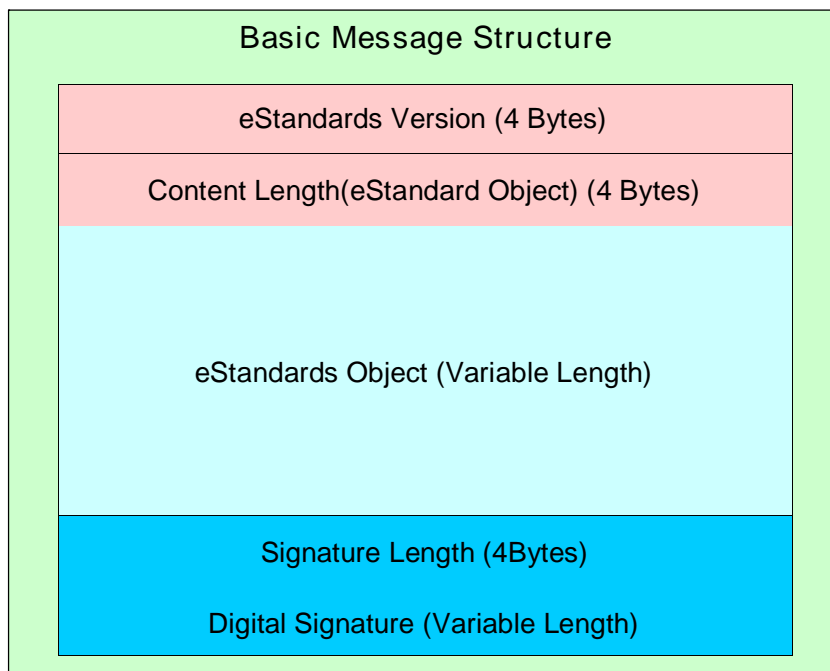 Basic Message Structure
eStandards Version (4 Bytes)
Content Length(eStandard Object) (4 Bytes)
eStandards Object (Variable Length)
Signature Length (4Bytes)
Digital Signature (Variable Length)